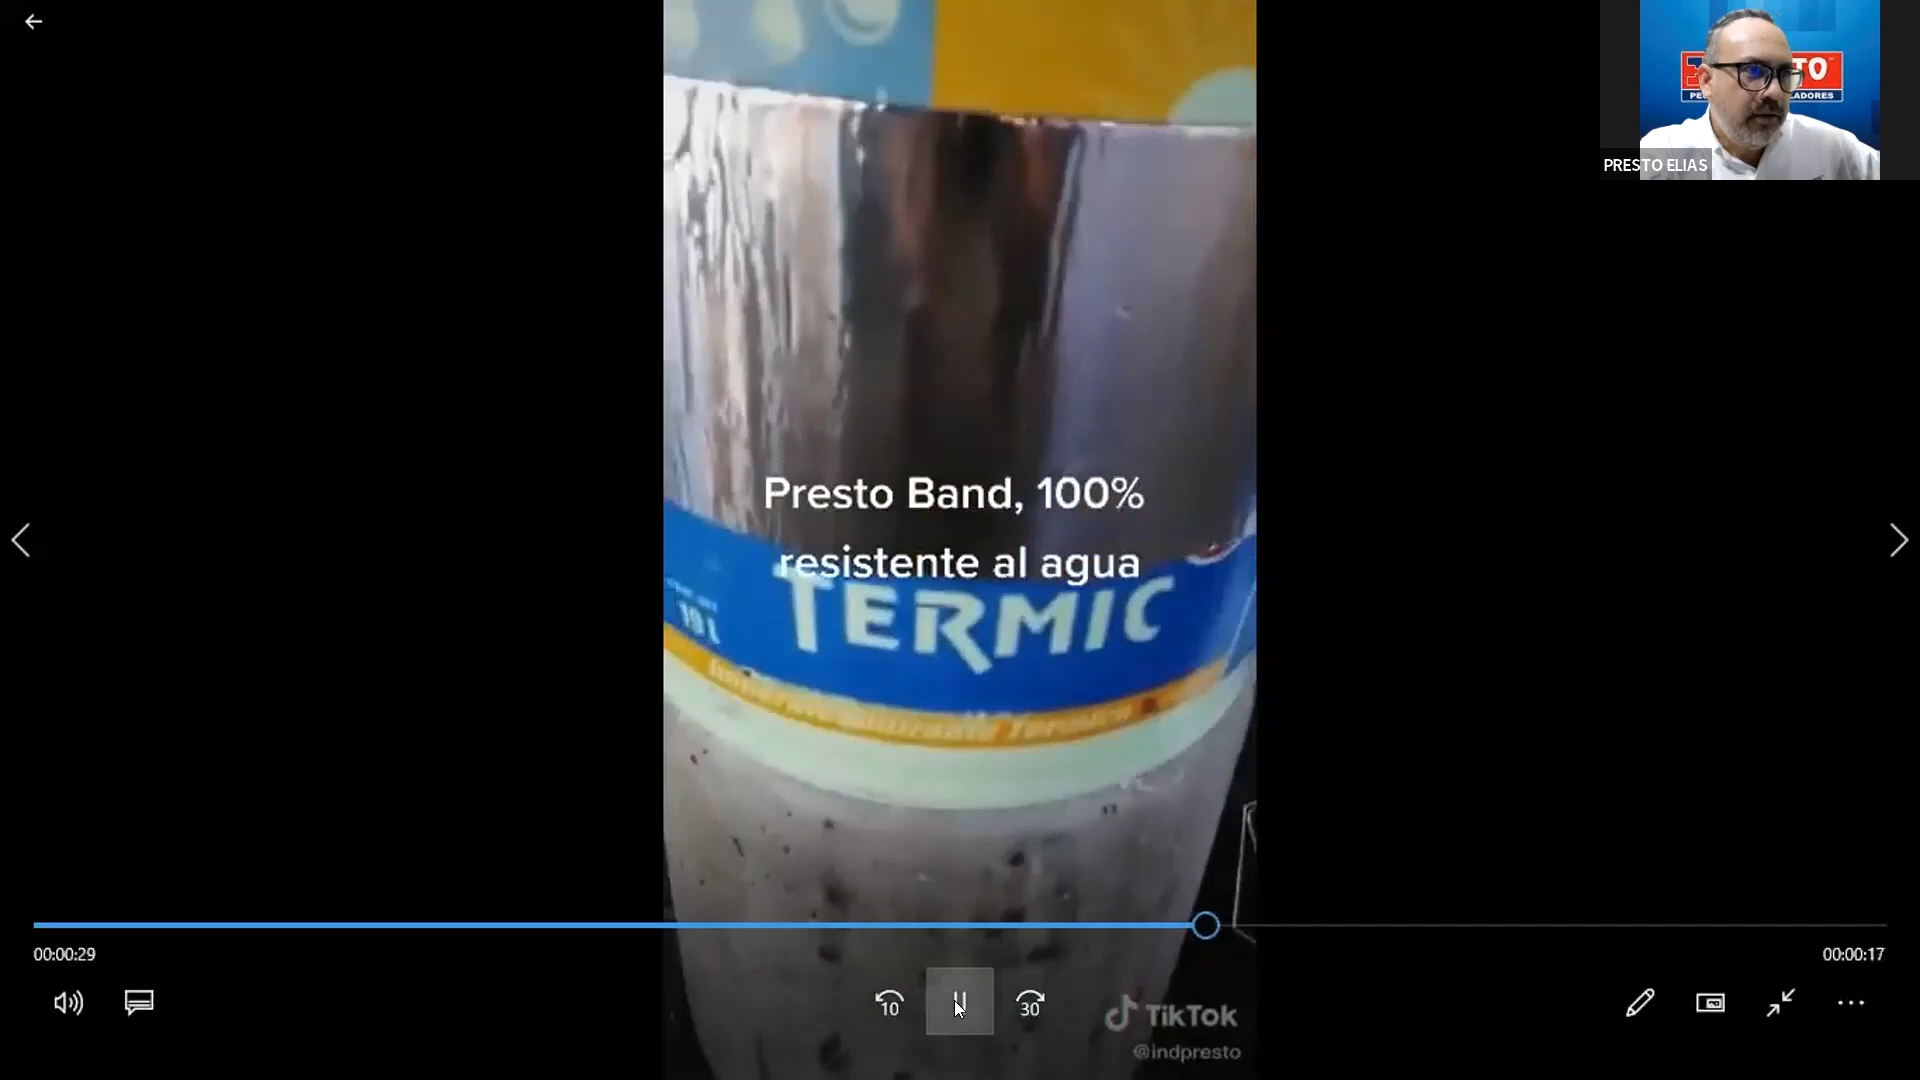 PRESTO ELIAS
Presto Band, 100%
resistente al agua
TERMIC
19 L
00:00:29
00:00:17
10
30
TikTok
@indpresto